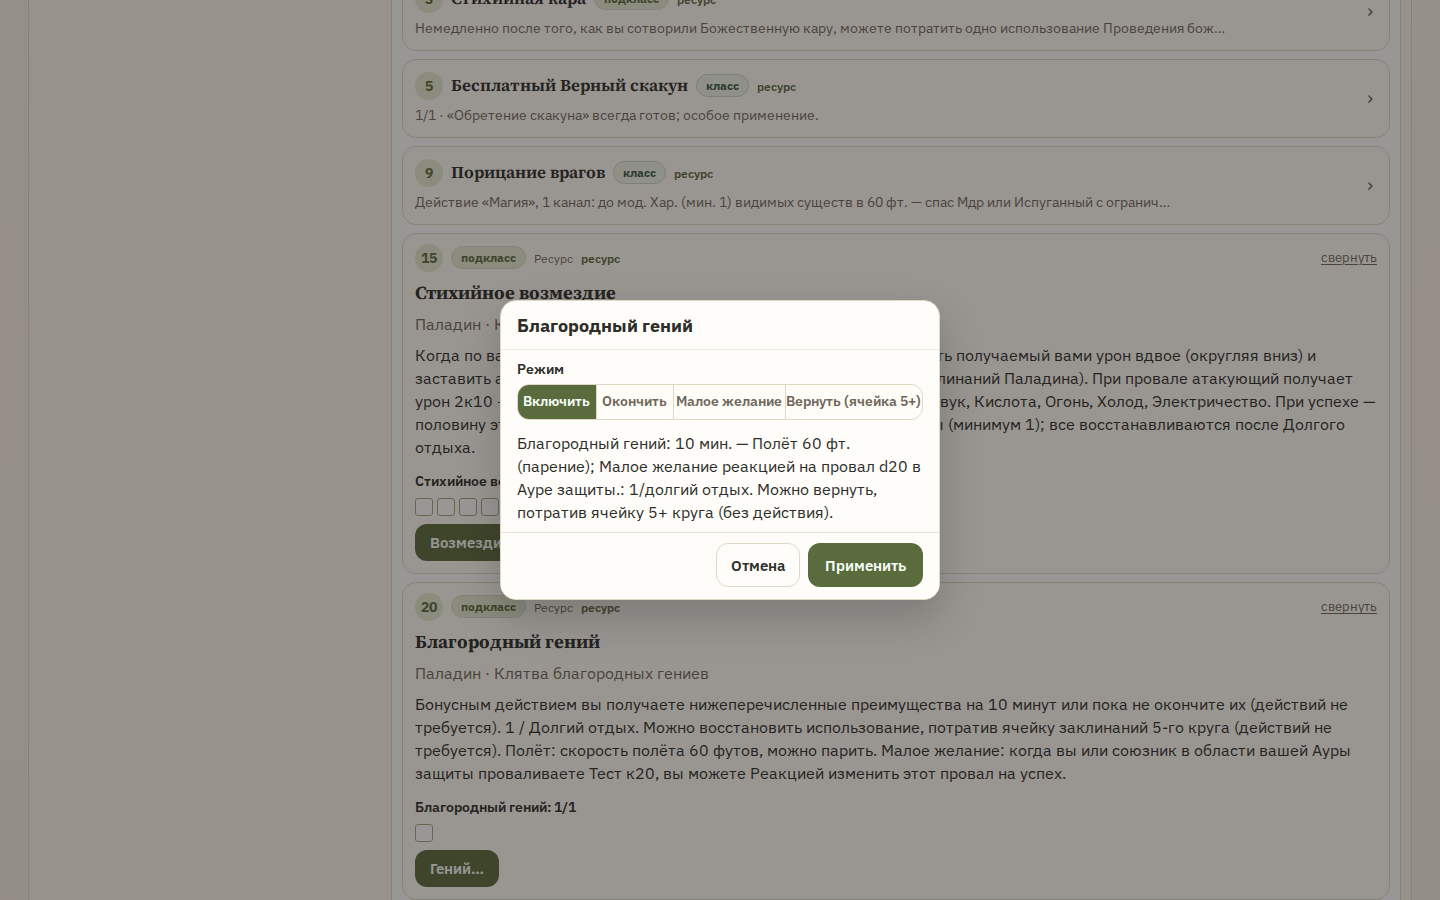 Стихийная кара подкласс ресурс
Немедленно после того, как вы сотворили Божественную кару, можете потратить одно использование Проведения бож...
5 Бесплатный Верный скакун класс ресурс
1/1 · «Обретение скакуна» всегда готов; особое применение.
9 Порицание врагов класс ресурс
Действие «Магия», 1 канал: до мод. Хар. (мин. 1) видимых существ в 60 фт. — спас Мдр или Испуганный с огранич...
15 подкласс Ресурс ресурс свернуть
Стихийное возмездие
Паладин ·
Когда по ть получаемый вами урон вдвое (округляя вниз) и
заставить линаний Паладина). При провале атакующий получает
урон 2к10 вук, Кислота, Огонь, Холод, Электричество. При успехе —
половину (минимум 1); все восстанавливаются после Долгого
отдыха.
Стихийное
Возмезди
Благородный гений
Режим
Включить Окончить Малое желание Вернуть (ячейка 5+)
Благородный гений: 10 мин. — Полёт 60 фт.
(парение); Малое желание реакцией на провал d20 в
Ауре защиты.: 1/долгий отдых. Можно вернуть,
потратив ячейку 5+ круга (без действия).
Отмена Применить
20 подкласс Ресурс ресурс свернуть
Благородный гений
Паладин · Клятва благородных гениев
Бонусным действием вы получаете нижеперечисленные преимущества на 10 минут или пока не окончите их (действий не
требуется). 1 / Долгий отдых. Можно восстановить использование, потратив ячейку заклинаний 5-го круга (действий не
требуется). Полёт: скорость полёта 60 футов, можно парить. Малое желание: когда вы или союзник в области вашей Ауры
защиты проваливаете Тест к20, вы можете Реакцией изменить этот провал на успех.
Благородный гений: 1/1
Гений...